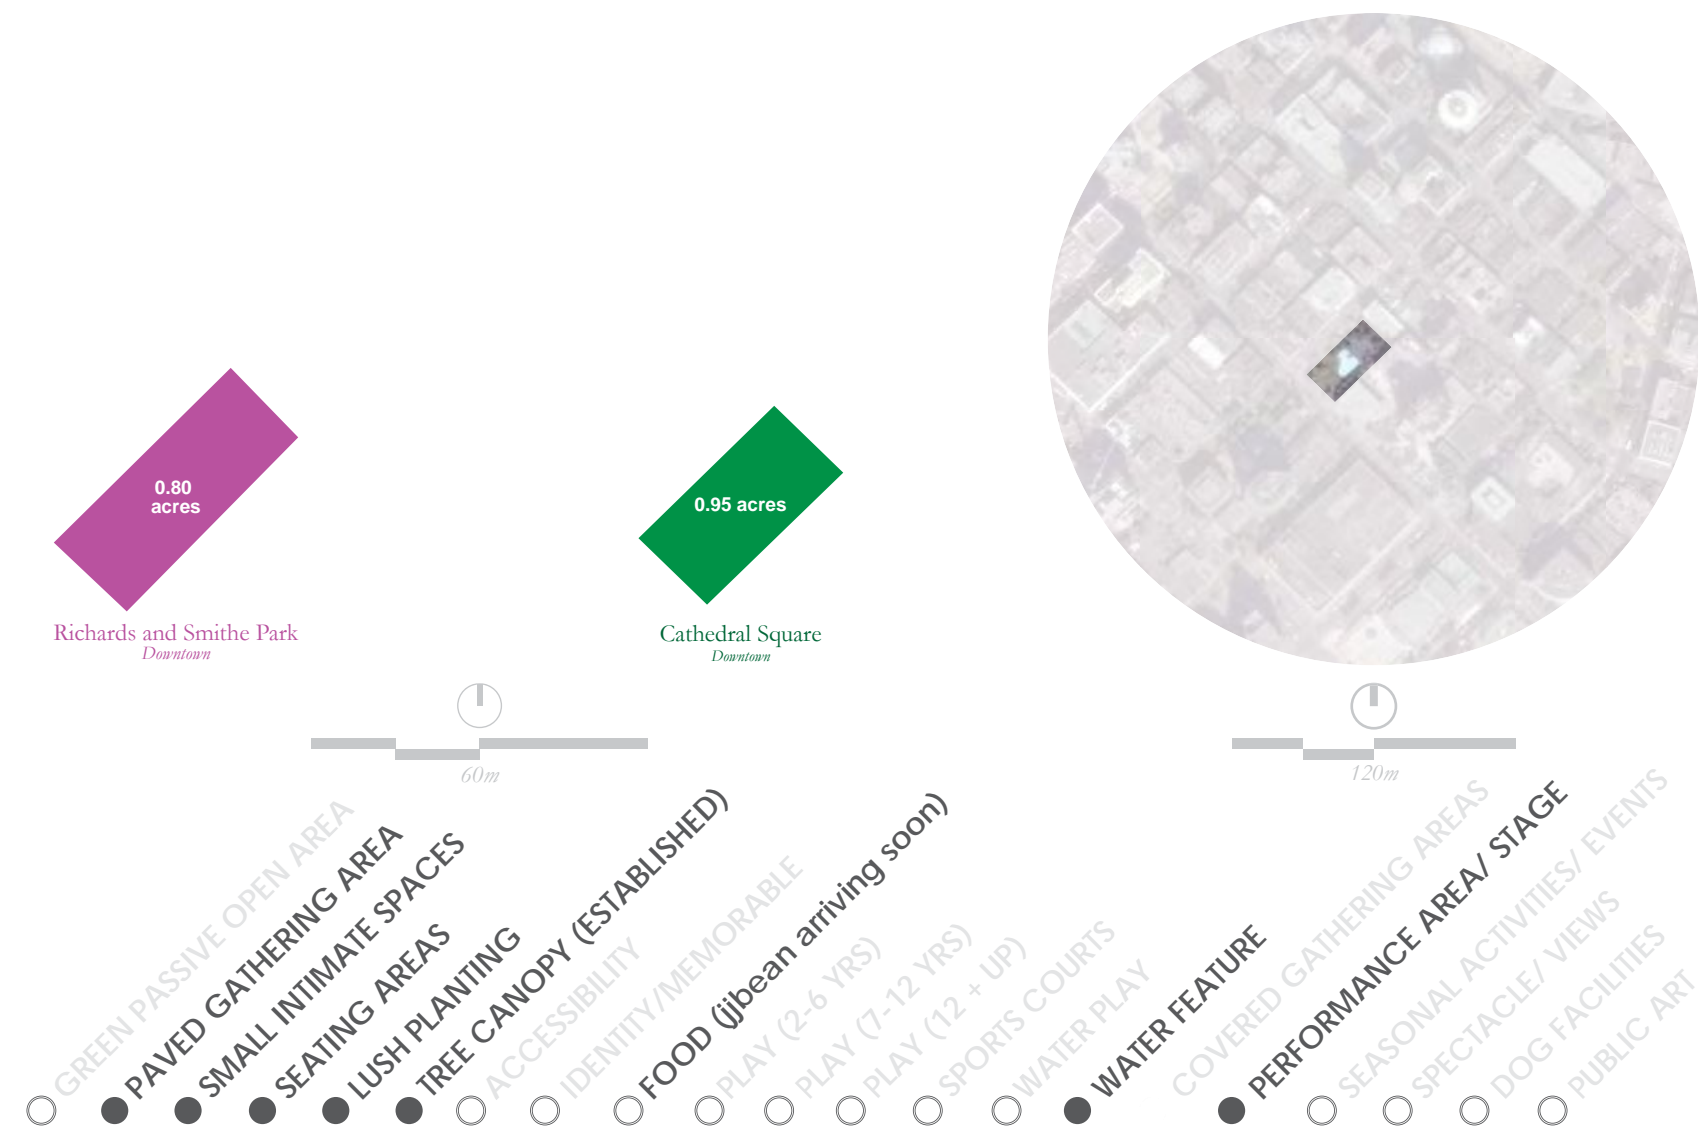 0.80
acres
0.95 acres
Richards and Smithe Park
Downtown
Cathedral Square
Downtown
60m
120m
GREEN PASSIVE OPEN AREA
PAVED GATHERING AREA
SMALL INTIMATE SPACES
SEATING AREAS
LUSH PLANTING
TREE CANOPY (ESTABLISHED)
ACCESSIBILITY
IDENTITY/MEMORABLE
FOOD (jjbean arriving soon)
PLAY (2-6 YRS)
PLAY (7-12 YRS)
PLAY (12 + UP)
SPORTS COURTS
WATER PLAY
WATER FEATURE
COVERED GATHERING AREAS
PERFORMANCE AREA/ STAGE
SEASONAL ACTIVITIES/ EVENTS
SPECTACLE/ VIEWS
DOG FACILITIES
PUBLIC ART